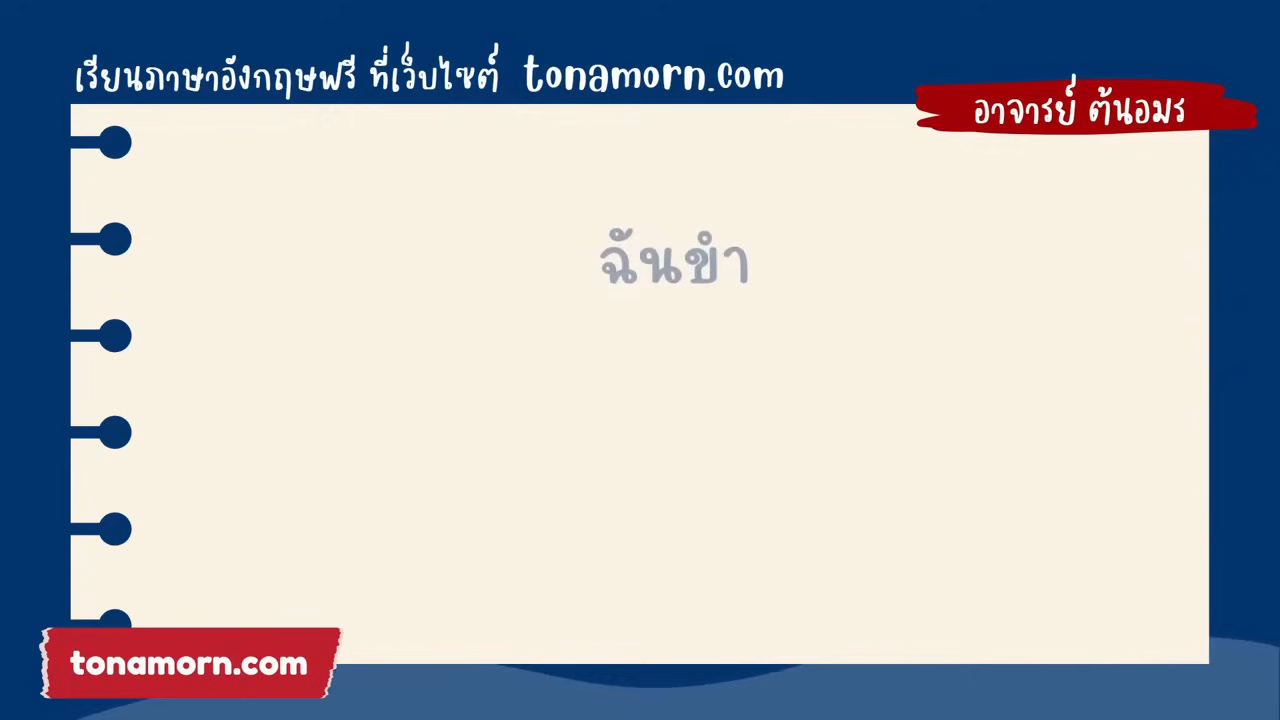 เรียนภาษาอังกฤษฟรี ที่เว็บไซต์ tonamorn.com
อาจารย์ ต้นอมร
ฉันขำ
tonamorn.com